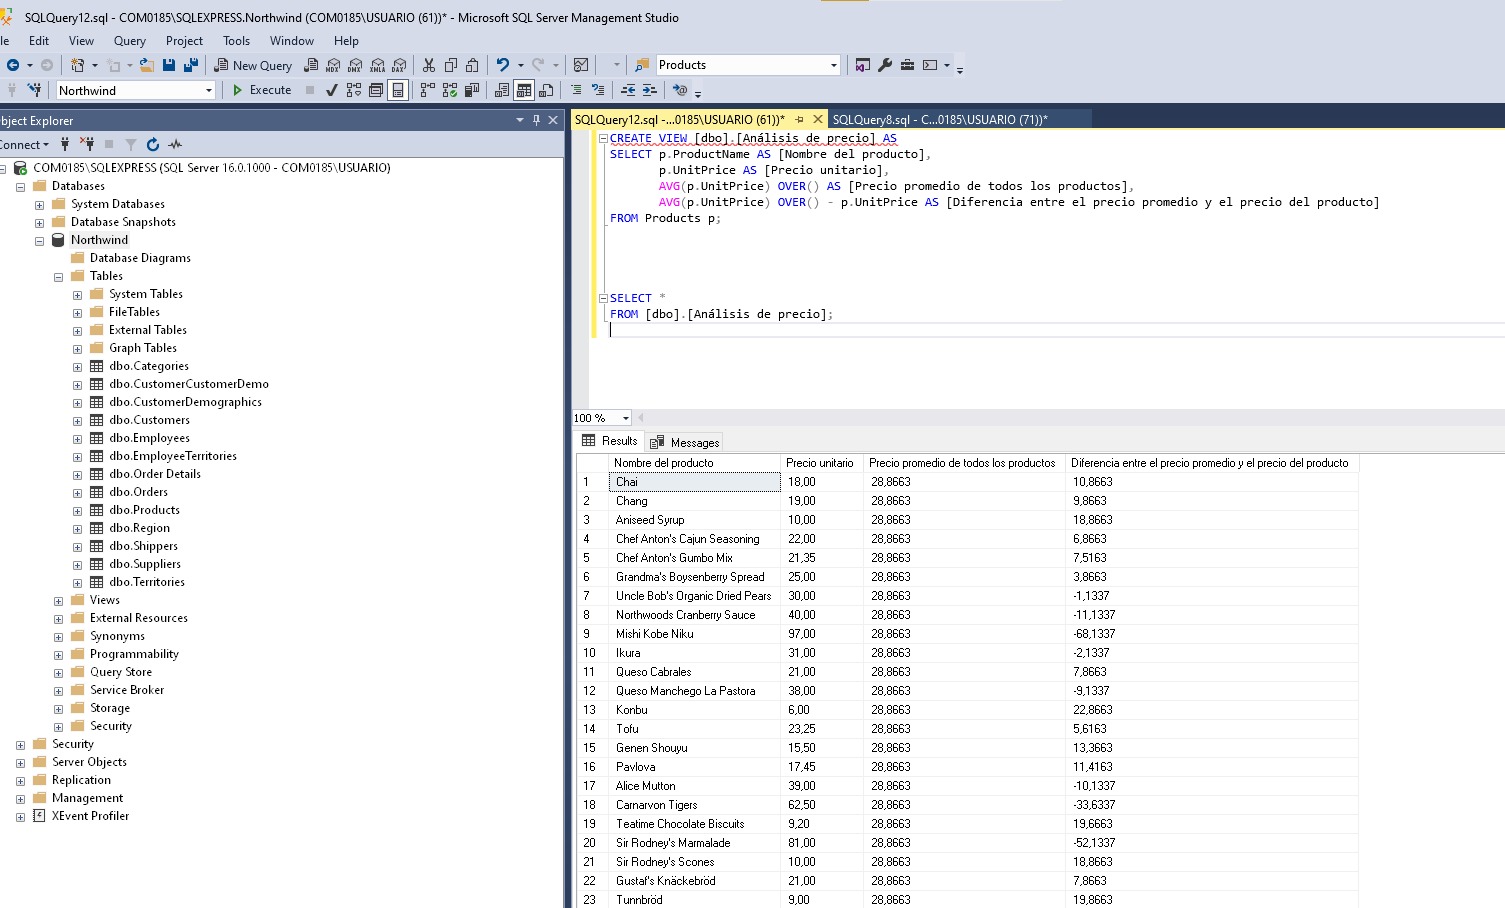 SQLQuery12.sql - COM0185\SQLEXPRESS.Northwind (COM0185\USUARIO (61))* - Microsoft SQL Server Management Studio
le Edit View Query Project Tools Window Help
New Query MDX DMX XMLA DAX Products
Northwind Execute
bject Explorer
onnect
COM0185\SQLEXPRESS (SQL Server 16.0.1000 - COM0185\USUARIO)
Databases
System Databases
Database Snapshots
Northwind
Database Diagrams
Tables
System Tables
FileTables
External Tables
Graph Tables
dbo.Categories
dbo.CustomerCustomerDemo
dbo.CustomerDemographics
dbo.Customers
dbo.Employees
dbo.EmployeeTerritories
dbo.Order Details
dbo.Orders
dbo.Products
dbo.Region
dbo.Shippers
dbo.Suppliers
dbo.Territories
Views
External Resources
Synonyms
Programmability
Query Store
Service Broker
Storage
Security
Security
Server Objects
Replication
Management
XEvent Profiler
SQLQuery12.sql -...0185\USUARIO (61))* SQLQuery8.sql - C...0185\USUARIO (71))*
CREATE VIEW [dbo].[Análisis de precio] AS
SELECT p.ProductName AS [Nombre del producto],
p.UnitPrice AS [Precio unitario],
AVG(p.UnitPrice) OVER() AS [Precio promedio de todos los productos],
AVG(p.UnitPrice) OVER() - p.UnitPrice AS [Diferencia entre el precio promedio y el precio del producto]
FROM Products p;
SELECT *
FROM [dbo].[Análisis de precio];
100 %
Results Messages
Nombre del producto Precio unitario Precio promedio de todos los productos Diferencia entre el precio promedio y el precio del producto
1 Chai 18,00 28,8663 10,8663
2 Chang 19,00 28,8663 9,8663
3 Aniseed Syrup 10,00 28,8663 18,8663
4 Chef Anton's Cajun Seasoning 22,00 28,8663 6,8663
5 Chef Anton's Gumbo Mix 21,35 28,8663 7,5163
6 Grandma's Boysenberry Spread 25,00 28,8663 3,8663
7 Uncle Bob's Organic Dried Pears 30,00 28,8663 -1,1337
8 Northwoods Cranberry Sauce 40,00 28,8663 -11,1337
9 Mishi Kobe Niku 97,00 28,8663 -68,1337
10 Ikura 31,00 28,8663 -2,1337
11 Queso Cabrales 21,00 28,8663 7,8663
12 Queso Manchego La Pastora 38,00 28,8663 -9,1337
13 Konbu 6,00 28,8663 22,8663
14 Tofu 23,25 28,8663 5,6163
15 Genen Shouyu 15,50 28,8663 13,3663
16 Pavlova 17,45 28,8663 11,4163
17 Alice Mutton 39,00 28,8663 -10,1337
18 Carnarvon Tigers 62,50 28,8663 -33,6337
19 Teatime Chocolate Biscuits 9,20 28,8663 19,6663
20 Sir Rodney's Marmalade 81,00 28,8663 -52,1337
21 Sir Rodney's Scones 10,00 28,8663 18,8663
22 Gustaf's Knäckebröd 21,00 28,8663 7,8663
23 Tunnbröd 9,00 28,8663 19,8663